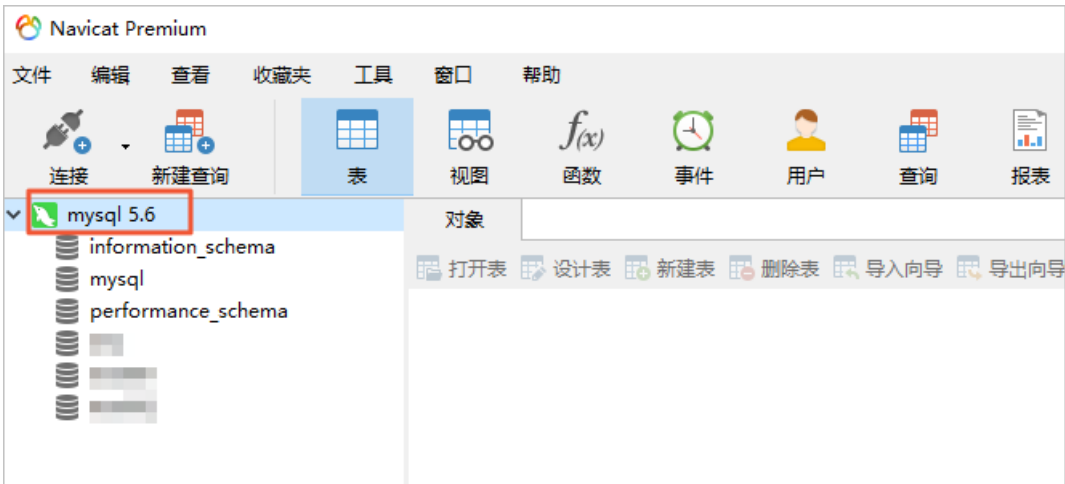 Navicat Premium
文件 编辑 查看 收藏夹 工具 窗口 帮助
f(x)
连接 新建查询 表 视图 函数 事件 用户 查询 报表
mysql 5.6
对象
information_schema
打开表 设计表 新建表 删除表 导入向导 导出向导
mysql
performance_schema